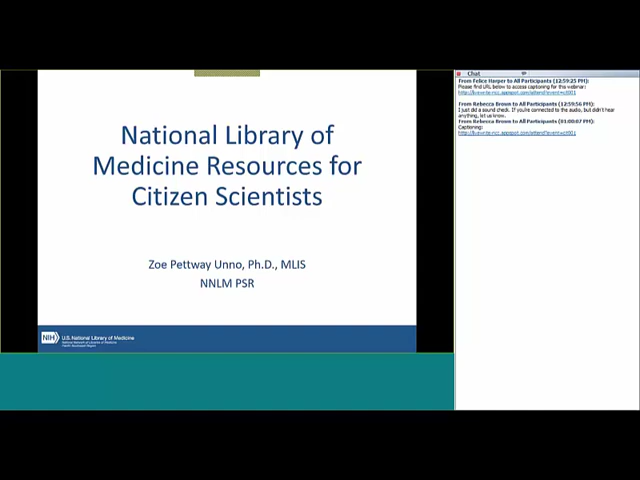 National Library of
Medicine Resources for
Citizen Scientists
Zoe Pettway Unno, Ph.D., MLIS
NNLM PSR
NIH U.S. National Library of Medicine
Chat
From Felice Harper to All Participants (12:59:25 PM):
Please find URL below to access captioning for this webinar:
From Rebecca Brown to All Participants (12:59:56 PM):
I just did a sound check. If you're connected to the audio, but didn't hear
anything, let us know.
From Rebecca Brown to All Participants (01:00:07 PM):
Captioning: